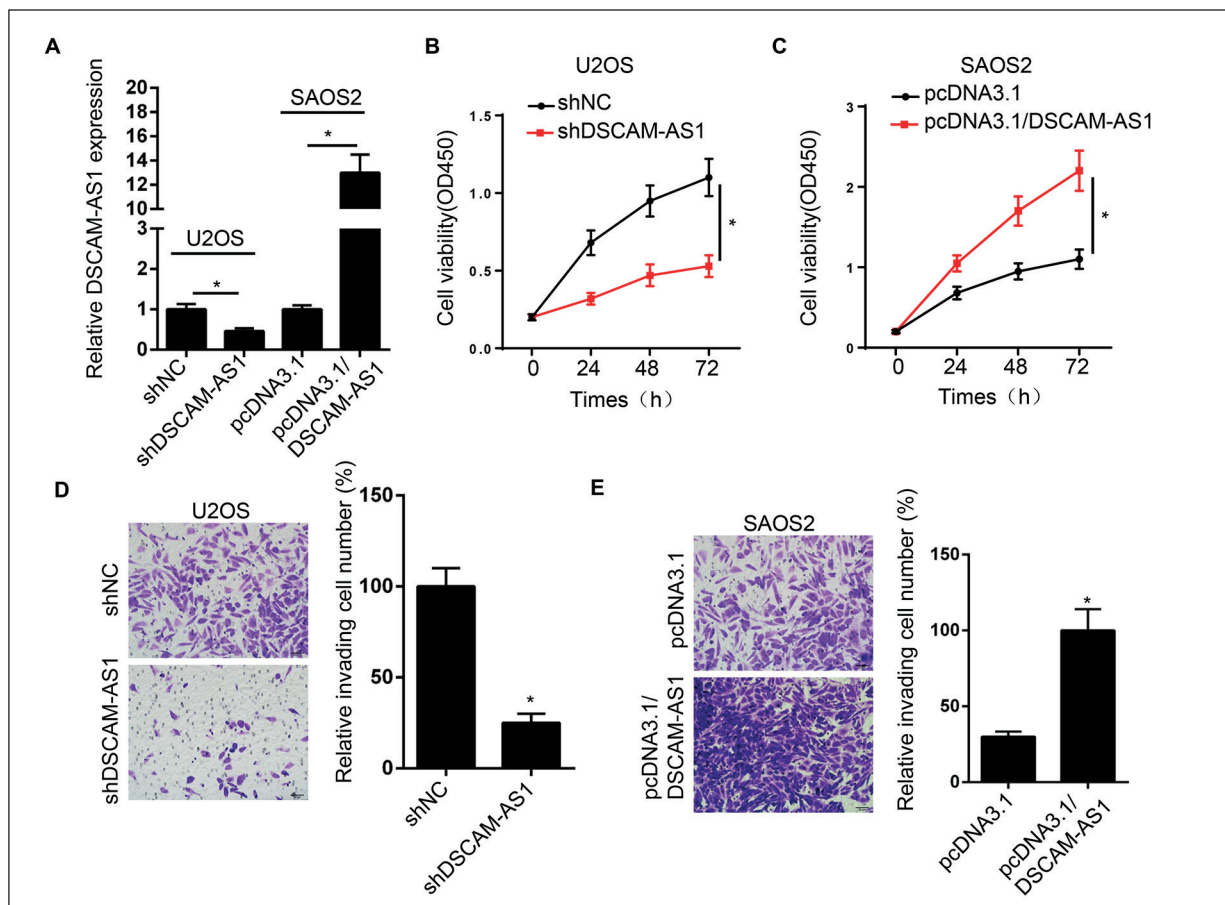 A
Relative DSCAM-AS1 expression
20
18
16
14
12
10
3
2
1
0
SAOS2
*
U2OS
*
shNC
shDSCAM-AS1
pcDNA3.1
pcDNA3.1/
DSCAM-AS1
B
U2OS
shNC
shDSCAM-AS1
Cell viability(OD450)
1.5
1.0
0.5
0.0
*
0 24 48 72
Times（h）
C
SAOS2
pcDNA3.1
pcDNA3.1/DSCAM-AS1
Cell viability(OD450)
3
2
1
0
*
0 24 48 72
Times（h）
D
U2OS
shNC
shDSCAM-AS1
Relative invading cell number (%)
150
100
50
0
*
shNC
shDSCAM-AS1
E
SAOS2
pcDNA3.1
pcDNA3.1/
DSCAM-AS1
Relative invading cell number (%)
150
100
50
0
*
pcDNA3.1
pcDNA3.1/
DSCAM-AS1